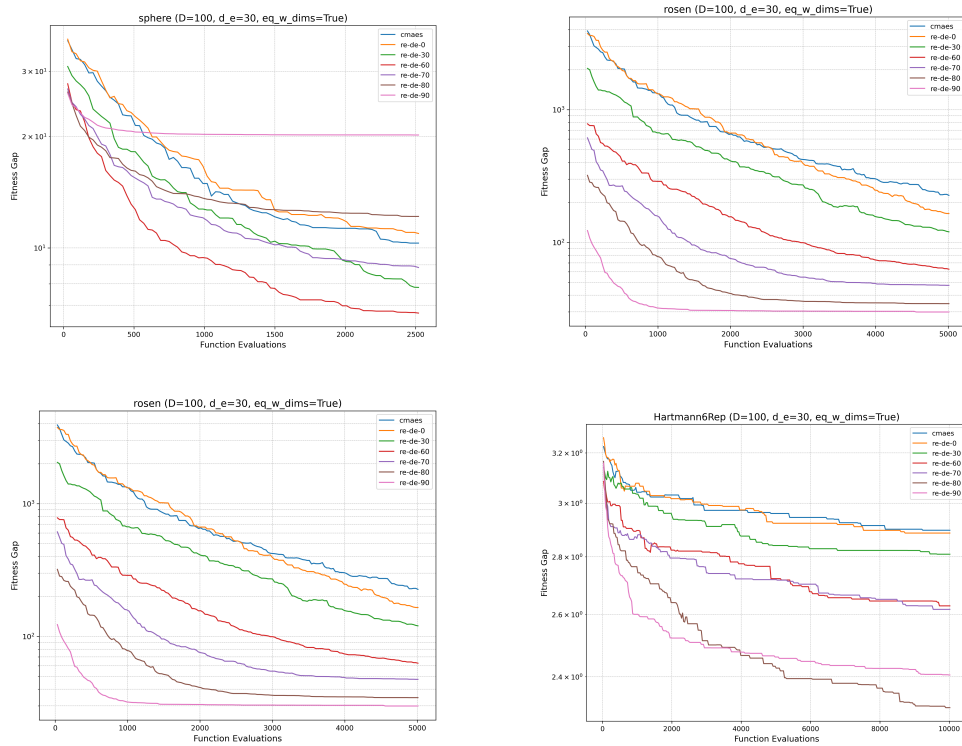 sphere (D=100, d_e=30, eq_w_dims=True)
cmaes
re-de-0
re-de-30
re-de-60
re-de-70
re-de-80
re-de-90
3 × 10¹
2 × 10¹
10¹
Fitness Gap
0 500 1000 1500 2000 2500
Function Evaluations
rosen (D=100, d_e=30, eq_w_dims=True)
cmaes
re-de-0
re-de-30
re-de-60
re-de-70
re-de-80
re-de-90
10³
10²
Fitness Gap
0 1000 2000 3000 4000 5000
Function Evaluations
rosen (D=100, d_e=30, eq_w_dims=True)
cmaes
re-de-0
re-de-30
re-de-60
re-de-70
re-de-80
re-de-90
10³
10²
Fitness Gap
0 1000 2000 3000 4000 5000
Function Evaluations
Hartmann6Rep (D=100, d_e=30, eq_w_dims=True)
cmaes
re-de-0
re-de-30
re-de-60
re-de-70
re-de-80
re-de-90
3.2 × 10⁰
3 × 10⁰
2.8 × 10⁰
2.6 × 10⁰
2.4 × 10⁰
Fitness Gap
0 2000 4000 6000 8000 10000
Function Evaluations